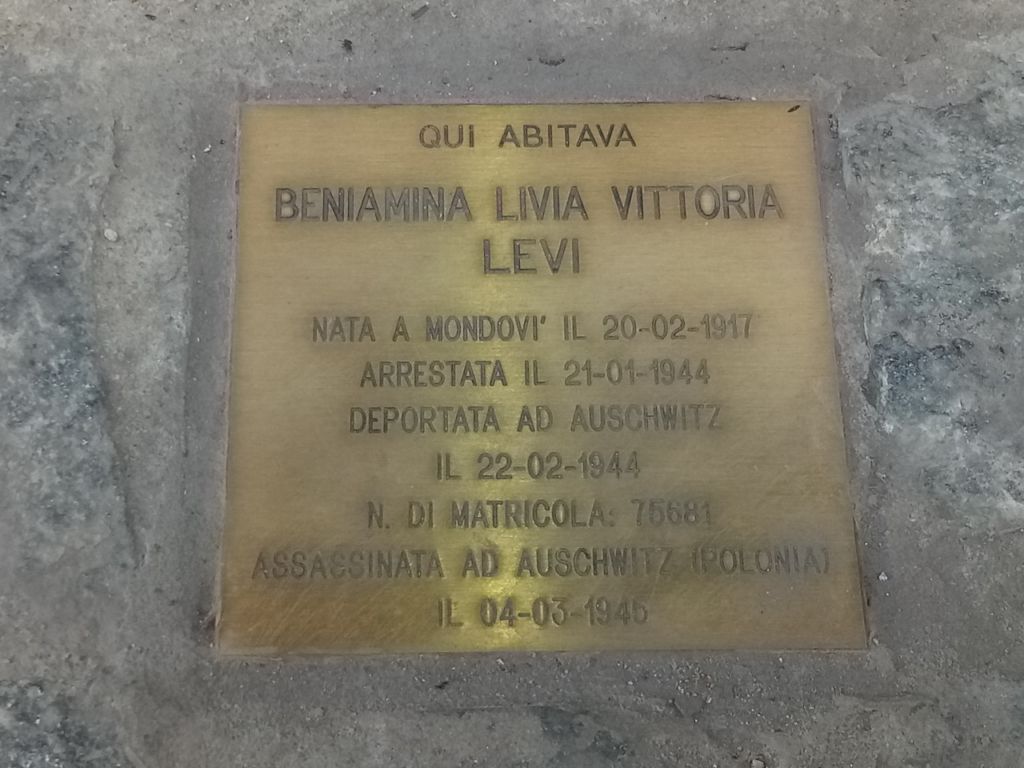 QUI ABITAVA
BENIAMINA LIVIA VITTORIA
LEVI
NATA A MONDOVI' IL 20-02-1917
ARRESTATA IL 21-01-1944
DEPORTATA AD AUSCHWITZ
IL 22-02-1944
N. DI MATRICOLA: 75681
ASSASSINATA AD AUSCHWITZ (POLONIA)
IL 04-03-1945